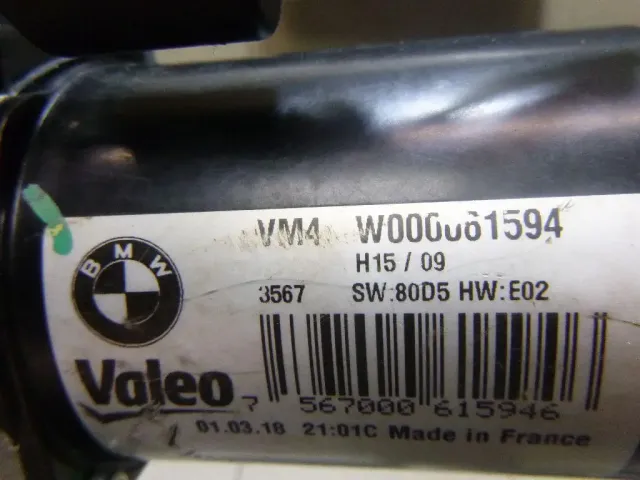 VM4 W000061594
H15 / 09
3567 SW:80D5 HW:E02
BMW
Valeo
7 567000 615946
01.03.18 21:01C Made in France